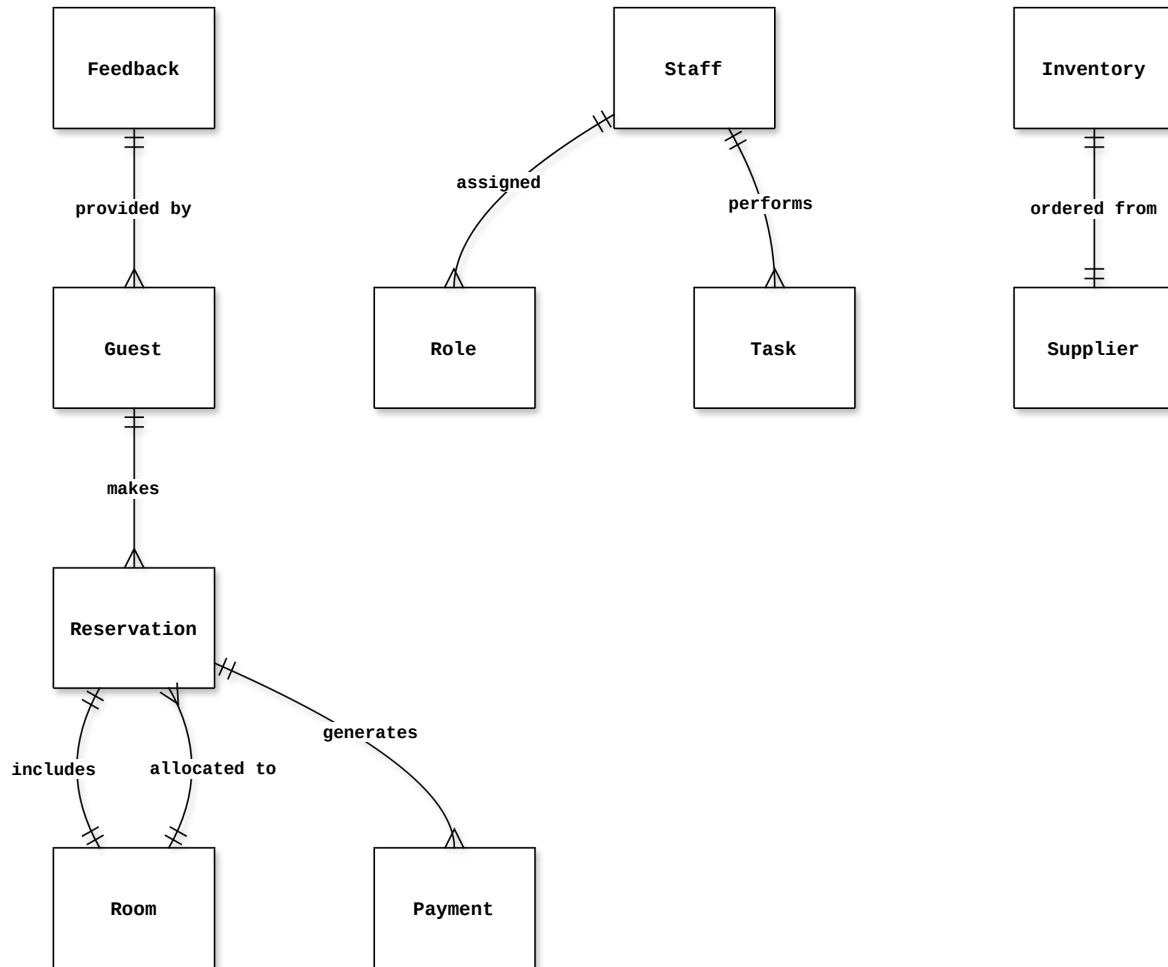 Feedback
Staff
Inventory
assigned
performs
provided by
ordered from
Guest
Role
Task
Supplier
makes
Reservation
generates
includes
allocated to
Room
Payment